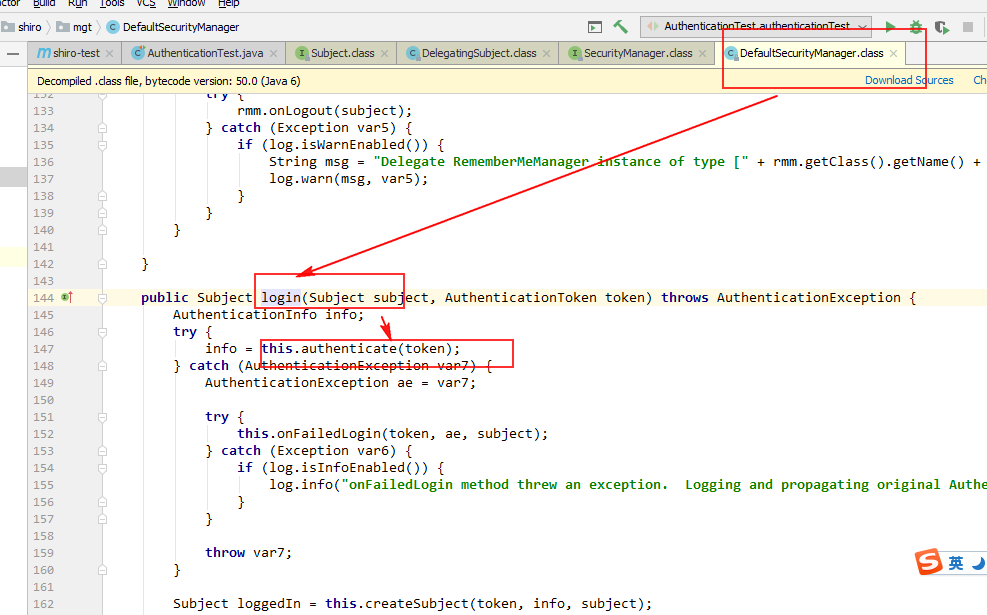 ctor Build Run Tools VCS Window Help
shiro mgt DefaultSecurityManager AuthenticationTest.authenticationTest
shiro-test AuthenticationTest.java Subject.class DelegatingSubject.class SecurityManager.class DefaultSecurityManager.class
Decompiled .class file, bytecode version: 50.0 (Java 6) Download Sources Ch
132 try {
133 rmm.onLogout(subject);
134 } catch (Exception var5) {
135 if (log.isWarnEnabled()) {
136 String msg = "Delegate RememberMeManager instance of type [" + rmm.getClass().getName() +
137 log.warn(msg, var5);
138 }
139 }
140 }
141
142 }
143
144 public Subject login(Subject subject, AuthenticationToken token) throws AuthenticationException {
145 AuthenticationInfo info;
146 try {
147 info = this.authenticate(token);
148 } catch (AuthenticationException var7) {
149 AuthenticationException ae = var7;
150
151 try {
152 this.onFailedLogin(token, ae, subject);
153 } catch (Exception var6) {
154 if (log.isInfoEnabled()) {
155 log.info("onFailedLogin method threw an exception.  Logging and propagating original Authe
156 }
157 }
158
159 throw var7;
160 }
161
162 Subject loggedIn = this.createSubject(token, info, subject);
S 英